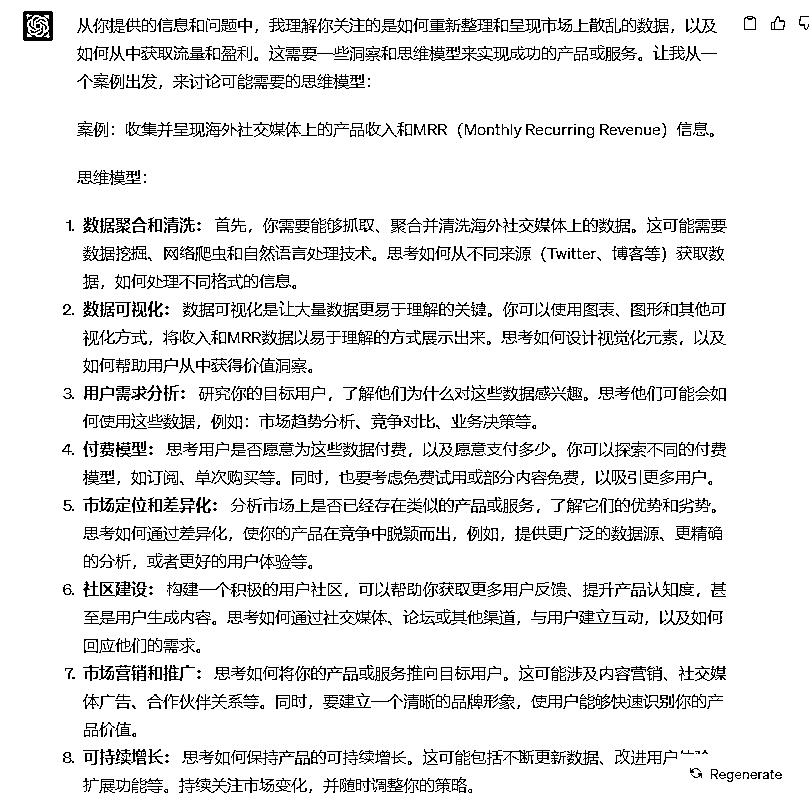 从你提供的信息和问题中，我理解你关注的是如何重新整理和呈现市场上散乱的数据，以及
如何从中获取流量和盈利。这需要一些洞察和思维模型来实现成功的产品或服务。让我从一
个案例出发，来讨论可能需要的思维模型：
案例：收集并呈现海外社交媒体上的产品收入和MRR（Monthly Recurring Revenue）信息。
思维模型：
1. 数据聚合和清洗： 首先，你需要能够抓取、聚合并清洗海外社交媒体上的数据。这可能需要
数据挖掘、网络爬虫和自然语言处理技术。思考如何从不同来源（Twitter、博客等）获取数
据，如何处理不同格式的信息。
2. 数据可视化： 数据可视化是让大量数据更易于理解的关键。你可以使用图表、图形和其他可
视化方式，将收入和MRR数据以易于理解的方式展示出来。思考如何设计视觉化元素，以及
如何帮助用户从中获得价值洞察。
3. 用户需求分析： 研究你的目标用户，了解他们为什么对这些数据感兴趣。思考他们可能会如
何使用这些数据，例如：市场趋势分析、竞争对比、业务决策等。
4. 付费模型： 思考用户是否愿意为这些数据付费，以及愿意支付多少。你可以探索不同的付费
模型，如订阅、单次购买等。同时，也要考虑免费试用或部分内容免费，以吸引更多用户。
5. 市场定位和差异化： 分析市场上是否已经存在类似的产品或服务，了解它们的优势和劣势。
思考如何通过差异化，使你的产品在竞争中脱颖而出，例如，提供更广泛的数据源、更精确
的分析，或者更好的用户体验等。
6. 社区建设： 构建一个积极的用户社区，可以帮助你获取更多用户反馈、提升产品认知度，甚
至是用户生成内容。思考如何通过社交媒体、论坛或其他渠道，与用户建立互动，以及如何
回应他们的需求。
7. 市场营销和推广： 思考如何将你的产品或服务推向目标用户。这可能涉及内容营销、社交媒
体广告、合作伙伴关系等。同时，要建立一个清晰的品牌形象，使用户能够快速识别你的产
品价值。
8. 可持续增长： 思考如何保持产品的可持续增长。这可能包括不断更新数据、改进用户
扩展功能等。持续关注市场变化，并随时调整你的策略。
Regenerate